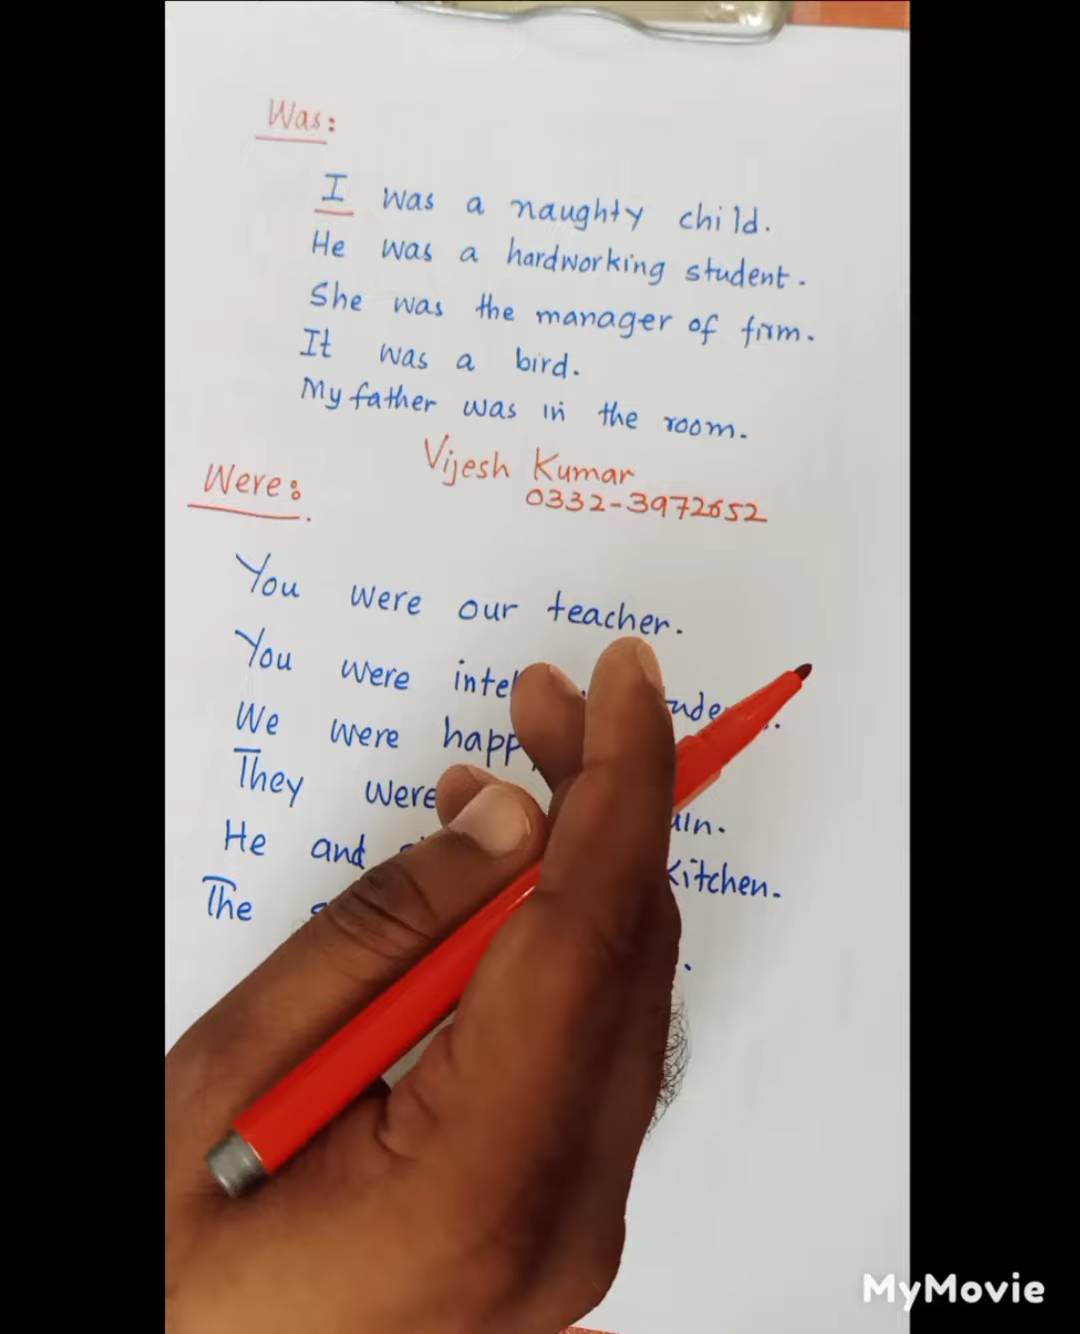 Was:
I was a naughty child.
He was a hardworking student.
She was the manager of firm.
It was a bird.
My father was in the room.
Vijesh Kumar
0332-3972652
Were:
You were our teacher.
You were
We were
They were
He and kitchen.
The
MyMovie